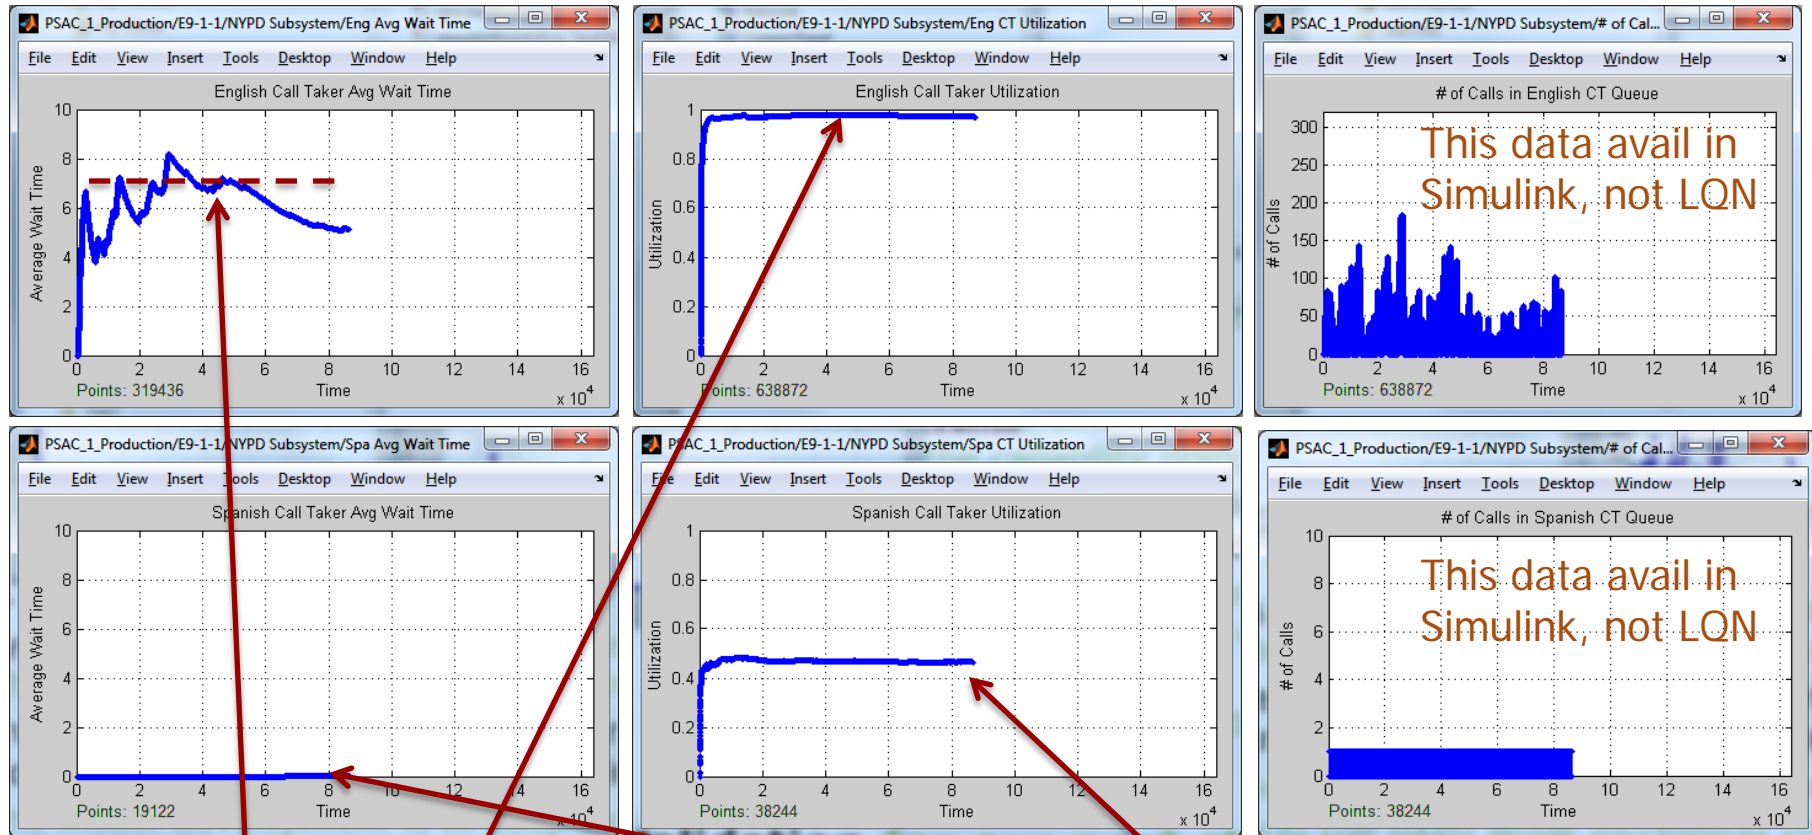 PSAC_1_Production/E9-1-1/NYPD Subsystem/Eng Avg Wait Time
File Edit View Insert Tools Desktop Window Help
English Call Taker Avg Wait Time
10
8
6
4
2
0
Average Wait Time
0 2 4 6 8 10 12 14 16
Points: 319436
Time
x 10^4
PSAC_1_Production/E9-1-1/NYPD Subsystem/Eng CT Utilization
File Edit View Insert Tools Desktop Window Help
English Call Taker Utilization
1
0.8
0.6
0.4
0.2
0
Utilization
0 2 4 6 8 10 12 14 16
Points: 638872
Time
x 10^4
PSAC_1_Production/E9-1-1/NYPD Subsystem/# of Cal...
File Edit View Insert Tools Desktop Window Help
# of Calls in English CT Queue
This data avail in
Simulink, not LQN
300
250
200
150
100
50
0
# of Calls
0 2 4 6 8 10 12 14 16
Points: 638872
Time
x 10^4
PSAC_1_Production/E9-1-1/NYPD Subsystem/Spa Avg Wait Time
File Edit View Insert Tools Desktop Window Help
Spanish Call Taker Avg Wait Time
10
8
6
4
2
0
Average Wait Time
0 2 4 6 8 10 12 14 16
Points: 19122
Time
x 10^4
PSAC_1_Production/E9-1-1/NYPD Subsystem/Spa CT Utilization
File Edit View Insert Tools Desktop Window Help
Spanish Call Taker Utilization
1
0.8
0.6
0.4
0.2
0
Utilization
0 2 4 6 8 10 12 14 16
Points: 38244
Time
x 10^4
PSAC_1_Production/E9-1-1/NYPD Subsystem/# of Cal...
File Edit View Insert Tools Desktop Window Help
# of Calls in Spanish CT Queue
This data avail in
Simulink, not LQN
10
8
6
4
2
0
# of Calls
0 2 4 6 8 10 12 14 16
Points: 38244
Time
x 10^4